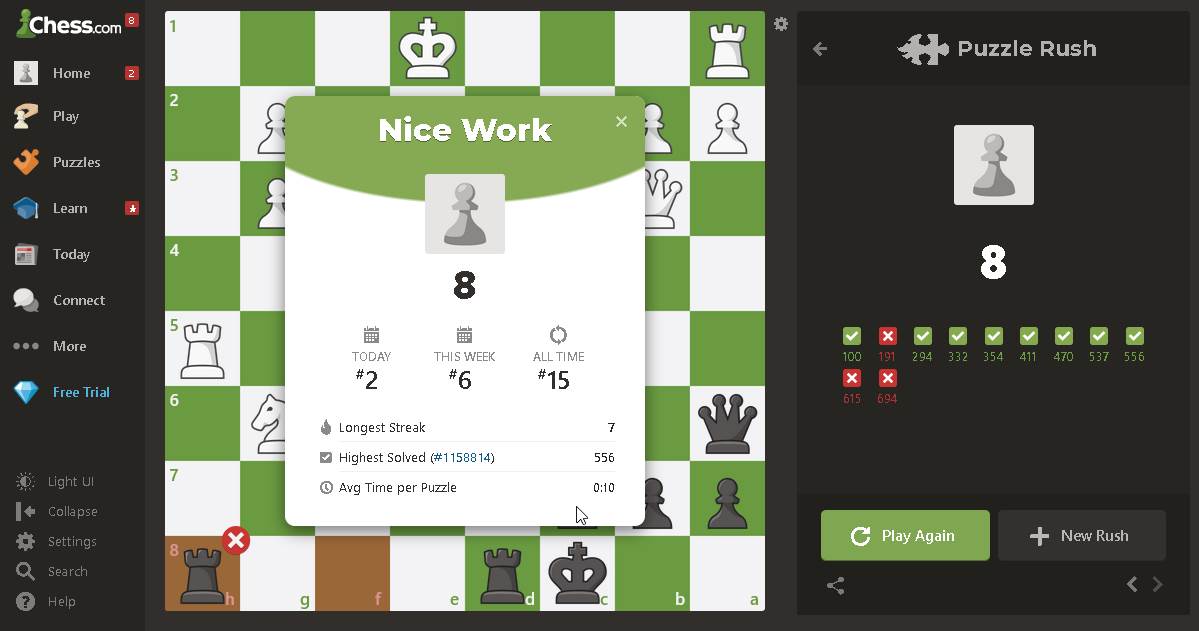 Chess.com 8
Home 2
Play
Puzzles
Learn
Today
Connect
More
Free Trial
Light UI
Collapse
Settings
Search
Help
1
2
3
4
5
6
7
8
h g f e d c b a
Nice Work
×
8
TODAY THIS WEEK ALL TIME
#2 #6 #15
Longest Streak 7
Highest Solved (#1158814) 556
Avg Time per Puzzle 0:10
Puzzle Rush
8
100 191 294 332 354 411 470 537 556
615 694
Play Again
New Rush